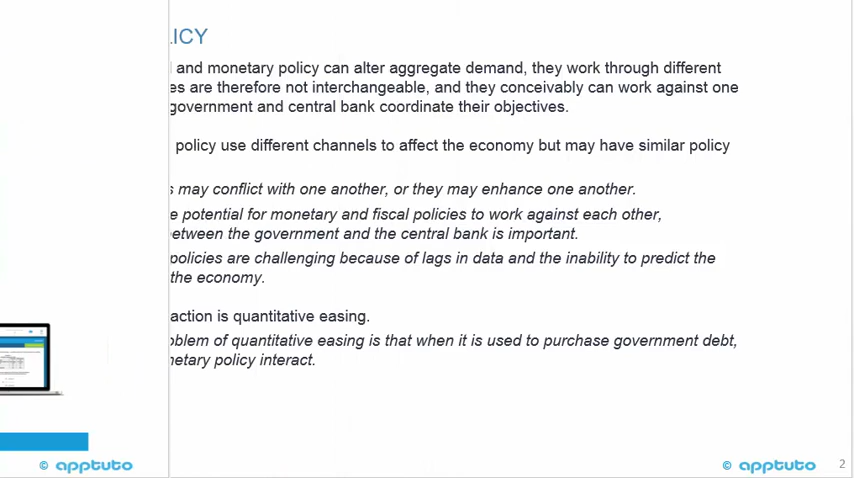 ICY
and monetary policy can alter aggregate demand, they work through different
es are therefore not interchangeable, and they conceivably can work against one
government and central bank coordinate their objectives.
policy use different channels to affect the economy but may have similar policy
s may conflict with one another, or they may enhance one another.
e potential for monetary and fiscal policies to work against each other,
etween the government and the central bank is important.
policies are challenging because of lags in data and the inability to predict the
the economy.
action is quantitative easing.
oblem of quantitative easing is that when it is used to purchase government debt,
netary policy interact.
© apptuto
© apptuto
2